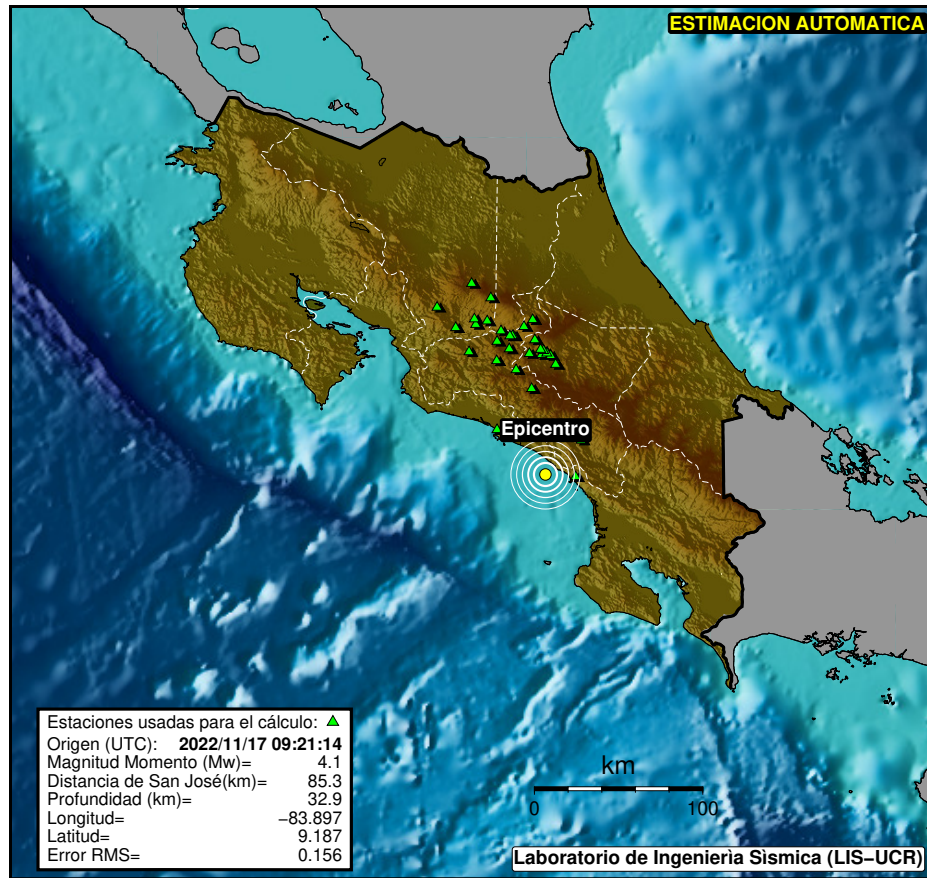 ESTIMACION AUTOMATICA
Epicentro
Estaciones usadas para el cálculo:
Origen (UTC): 2022/11/17 09:21:14
Magnitud Momento (Mw)= 4.1
Distancia de San José(km)= 85.3
Profundidad (km)= 32.9
Longitud= −83.897
Latitud= 9.187
Error RMS= 0.156
km
0 100
Laboratorio de Ingenierìa Sìsmica (LIS−UCR)